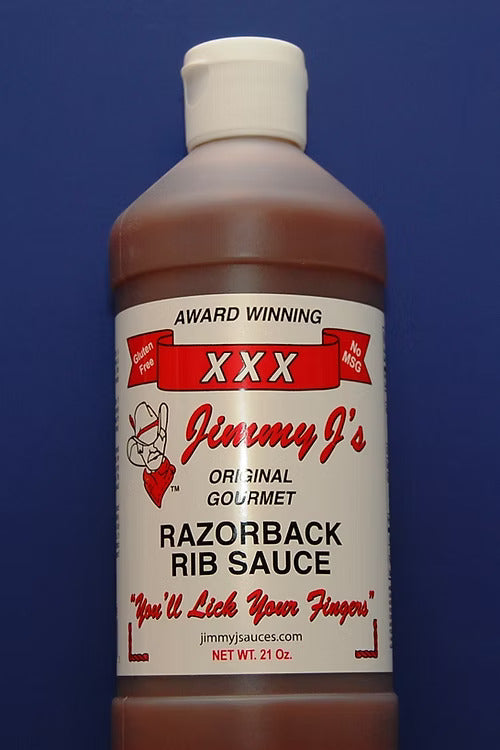 AWARD WINNING
Gluten Free
XXX
No MSG
Jimmy J's
TM
ORIGINAL
GOURMET
RAZORBACK
RIB SAUCE
"You'll Lick Your Fingers"
jimmyjsauces.com
NET WT. 21 Oz.